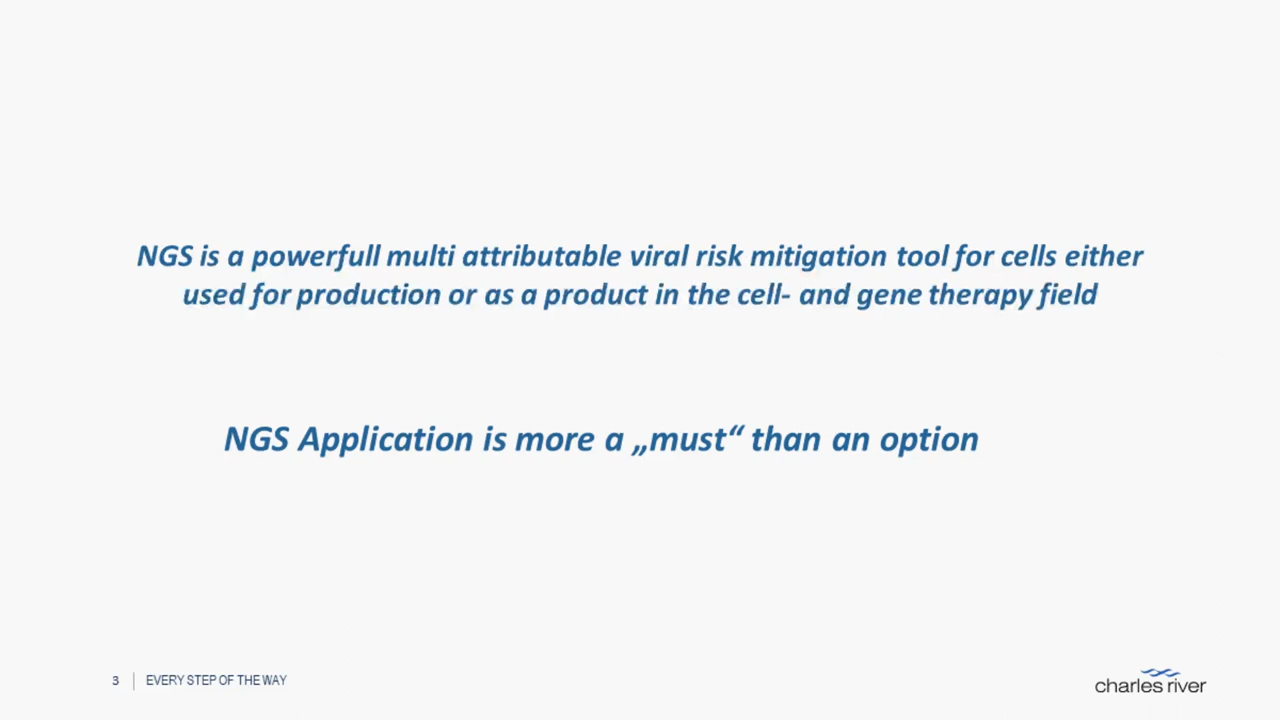 NGS is a powerfull multi attributable viral risk mitigation tool for cells either
used for production or as a product in the cell- and gene therapy field
NGS Application is more a „must“ than an option
3 EVERY STEP OF THE WAY
charles river